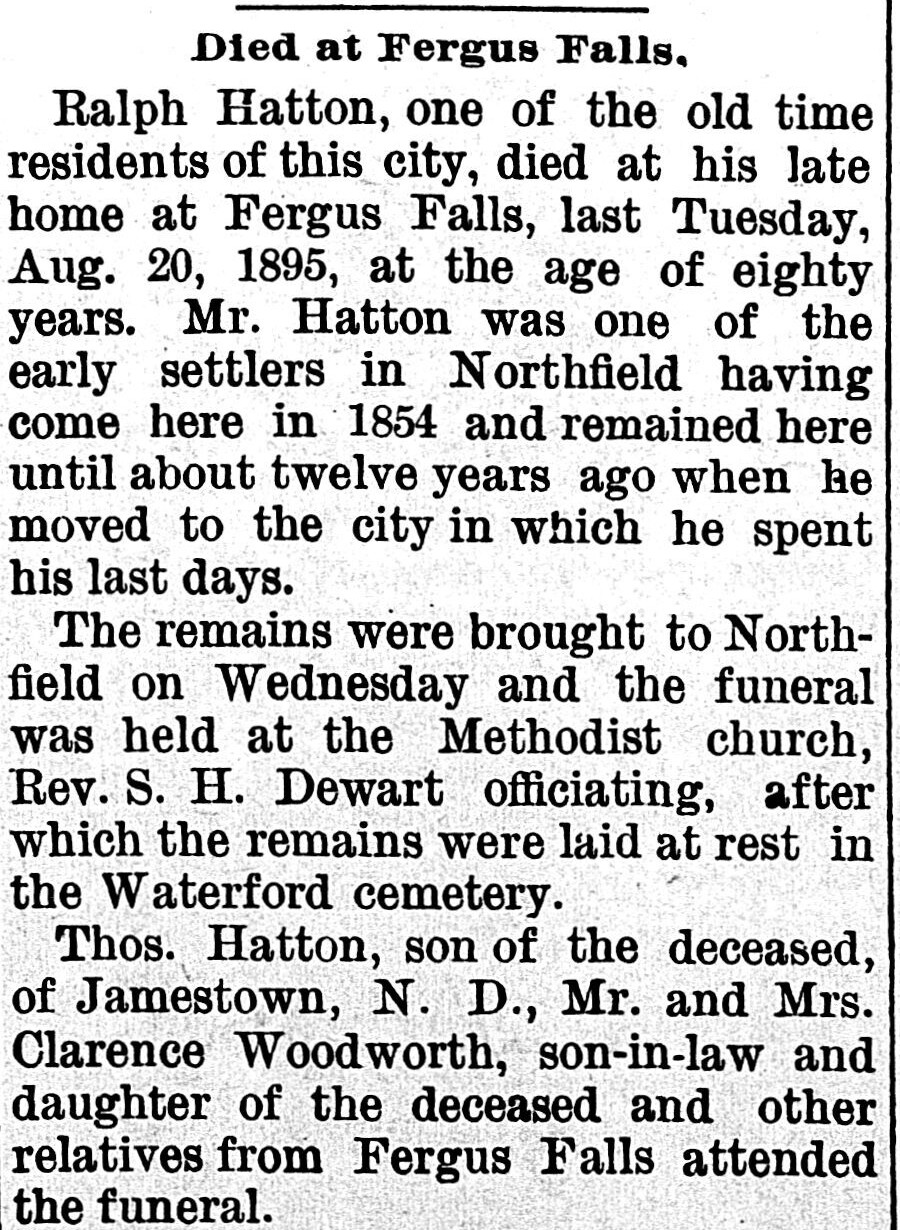 Died at Fergus Falls.
Ralph Hatton, one of the old time
residents of this city, died at his late
home at Fergus Falls, last Tuesday,
Aug. 20, 1895, at the age of eighty
years. Mr. Hatton was one of the
early settlers in Northfield having
come here in 1854 and remained here
until about twelve years ago when he
moved to the city in which he spent
his last days.
The remains were brought to North-
field on Wednesday and the funeral
was held at the Methodist church,
Rev. S. H. Dewart officiating, after
which the remains were laid at rest in
the Waterford cemetery.
Thos. Hatton, son of the deceased,
of Jamestown, N. D., Mr. and Mrs.
Clarence Woodworth, son-in-law and
daughter of the deceased and other
relatives from Fergus Falls attended
the funeral.